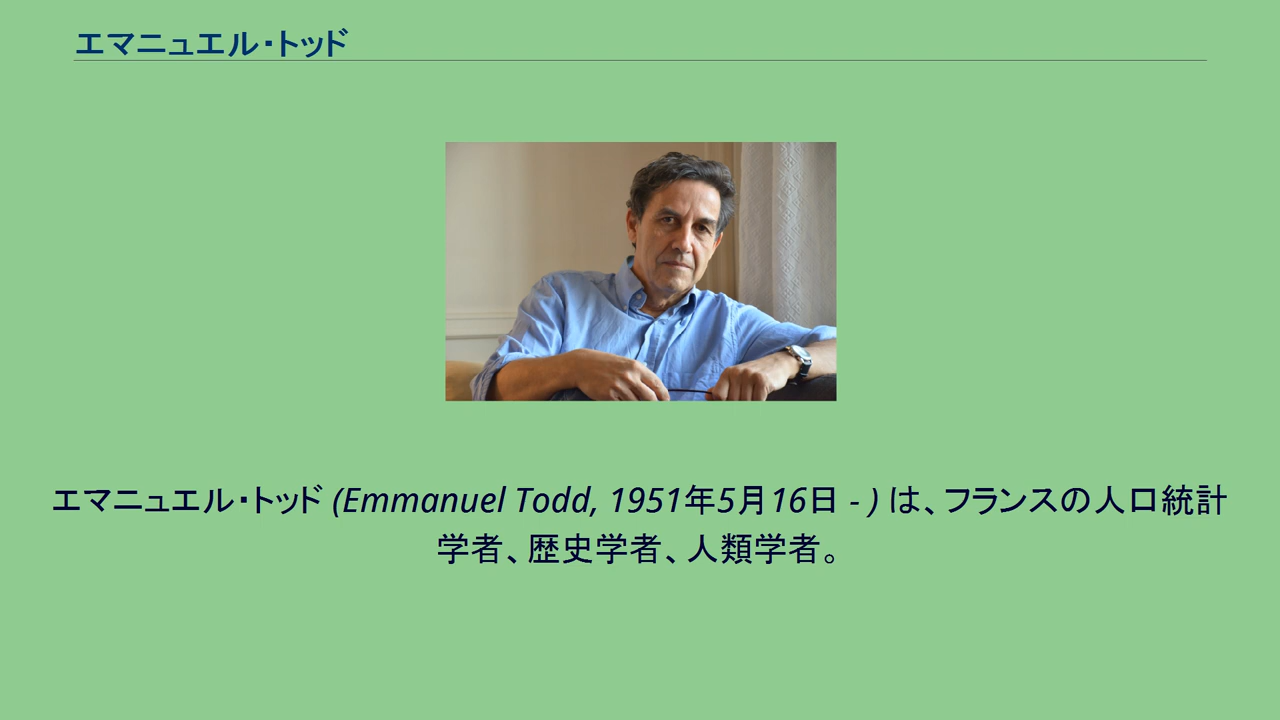 エマニュエル・トッド
エマニュエル・トッド (Emmanuel Todd, 1951年5月16日 - ) は、フランスの人口統計
学者、歴史学者、人類学者。